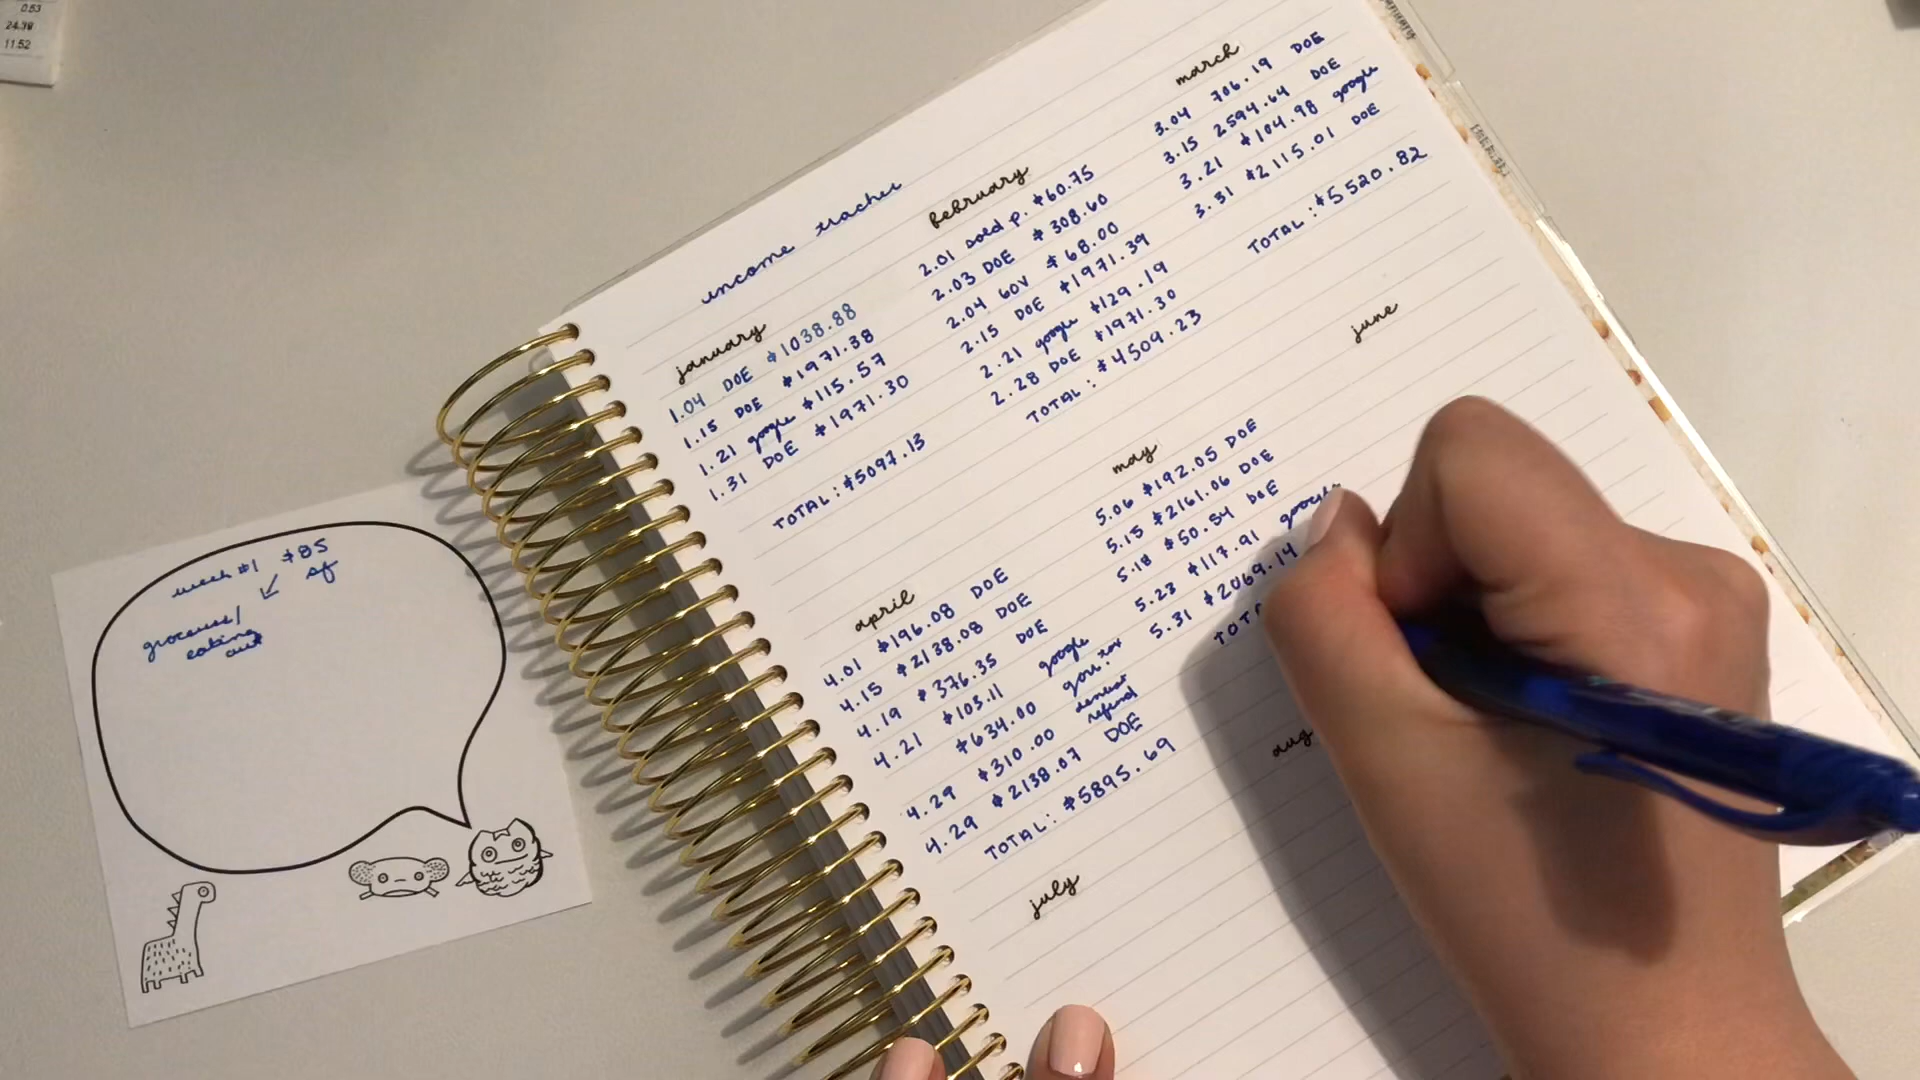 0.53
24.39
11.52
income tracker
january
1.04 DOE $1038.88
1.15 DOE $1971.38
1.21 google $115.57
1.31 DOE $1971.30
TOTAL: $5097.13
february
2.01 sold p. $60.75
2.03 DOE $308.60
2.04 GOV $68.00
2.15 DOE $1971.39
2.21 google $129.19
2.28 DOE $1971.30
TOTAL: $4509.23
march
3.04 706.19 DOE
3.15 2594.64 DOE
3.21 $104.98 google
3.31 $2115.01 DOE
TOTAL: $5520.82
april
4.01 $196.08 DOE
4.15 $2138.08 DOE
4.19 $376.35 DOE
4.21 $103.11 google
$634.00 gov. tax
4.29 $310.00 dentist refund
4.29 $2138.07 DOE
TOTAL: $5895.69
may
5.06 $192.05 DOE
5.15 $2161.06 DOE
5.18 $50.54 DOE
5.23 $117.91 google
5.31 $2069.14
TOTA
june
july
aug
week #1 $85
sf
groceries/
eating
out